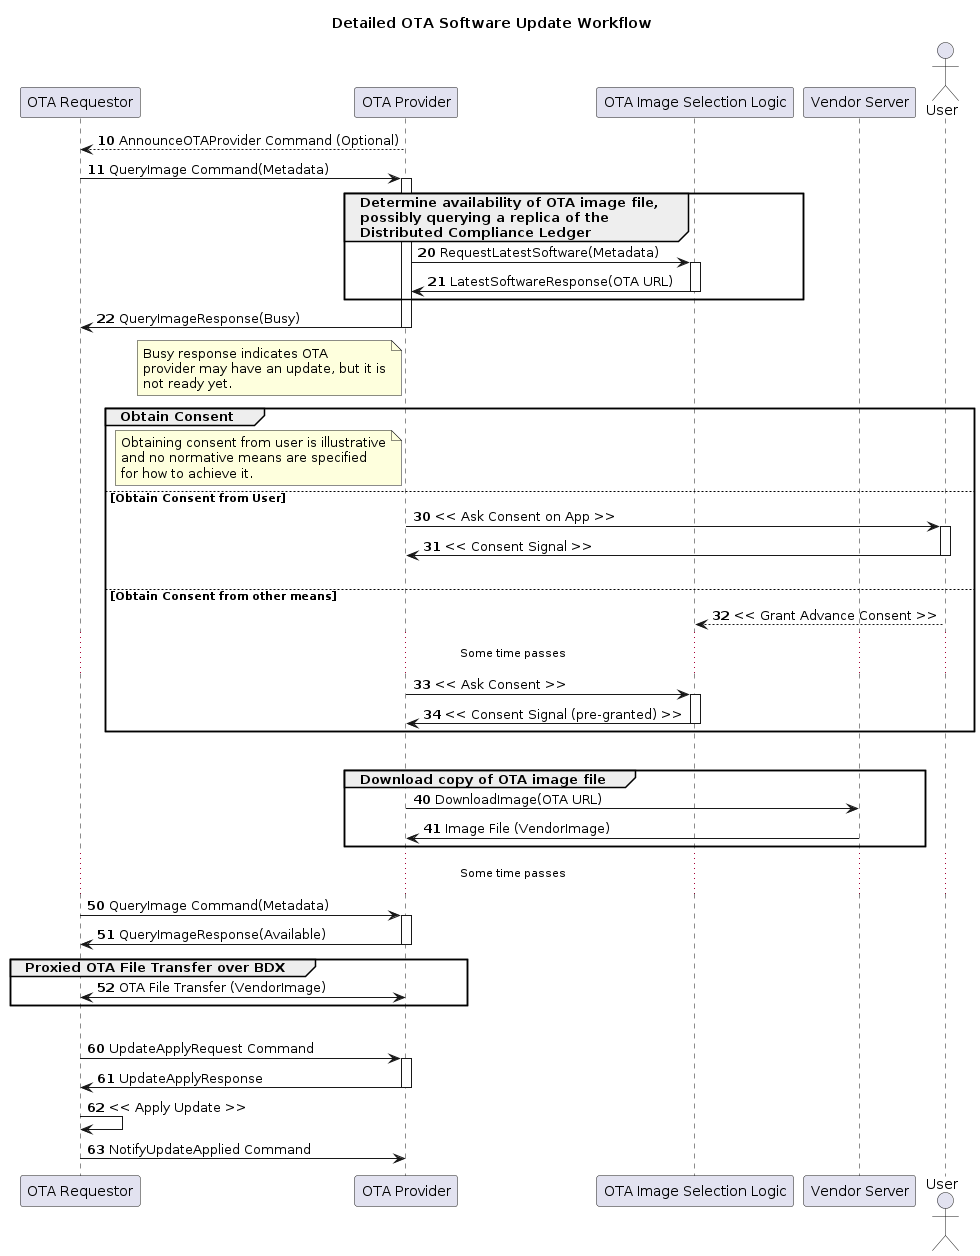 Detailed OTA Software Update Workflow
User
OTA Requestor
OTA Provider
OTA Image Selection Logic
Vendor Server
10 AnnounceOTAProvider Command (Optional)
11 QueryImage Command(Metadata)
Determine availability of OTA image file,
possibly querying a replica of the
Distributed Compliance Ledger
20 RequestLatestSoftware(Metadata)
21 LatestSoftwareResponse(OTA URL)
22 QueryImageResponse(Busy)
Busy response indicates OTA
provider may have an update, but it is
not ready yet.
Obtain Consent
Obtaining consent from user is illustrative
and no normative means are specified
for how to achieve it.
[Obtain Consent from User]
30 << Ask Consent on App >>
31 << Consent Signal >>
[Obtain Consent from other means]
32 << Grant Advance Consent >>
Some time passes
33 << Ask Consent >>
34 << Consent Signal (pre-granted) >>
Download copy of OTA image file
40 DownloadImage(OTA URL)
41 Image File (VendorImage)
Some time passes
50 QueryImage Command(Metadata)
51 QueryImageResponse(Available)
Proxied OTA File Transfer over BDX
52 OTA File Transfer (VendorImage)
60 UpdateApplyRequest Command
61 UpdateApplyResponse
62 << Apply Update >>
63 NotifyUpdateApplied Command
OTA Requestor
OTA Provider
OTA Image Selection Logic
Vendor Server
User